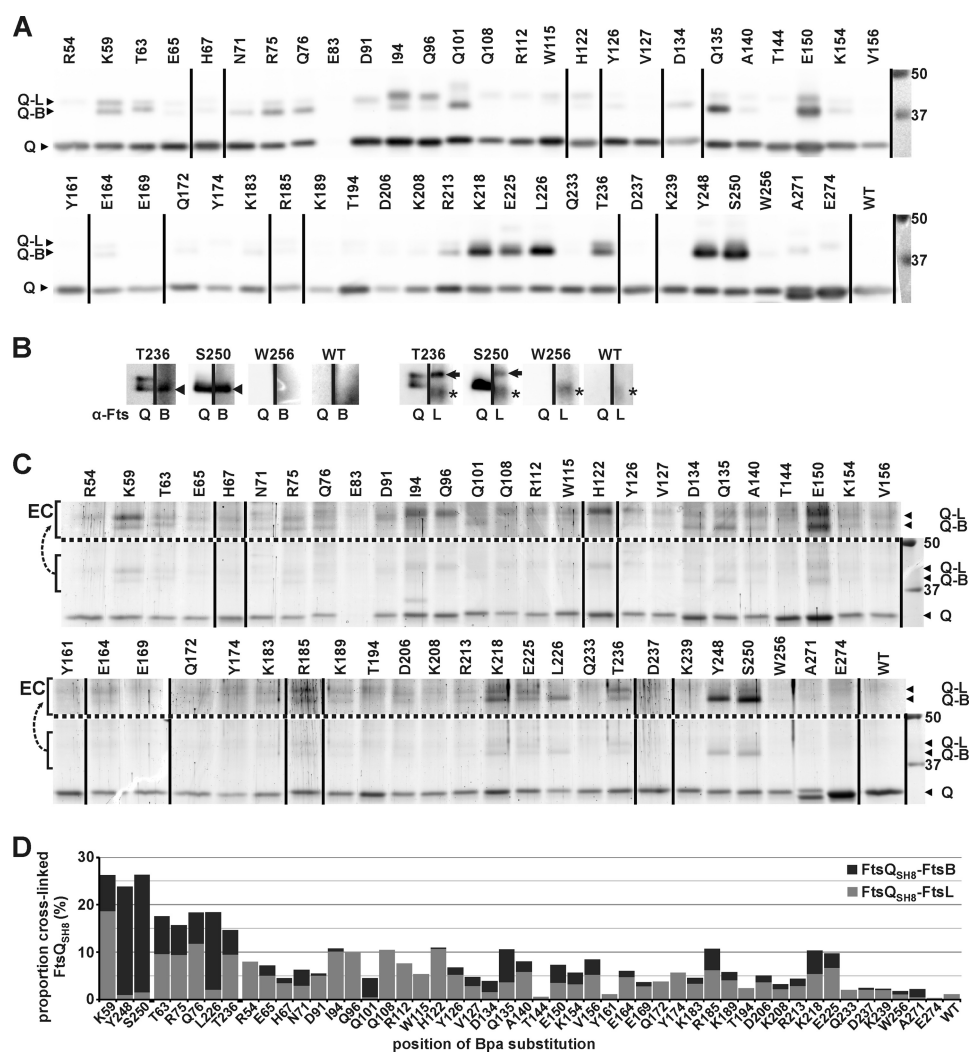 A
R54 K59 T63 E65 H67 N71 R75 Q76 E83 D91 I94 Q96 Q101 Q108 R112 W115 H122 Y126 V127 D134 Q135 A140 T144 E150 K154 V156
50
Q-L
Q-B
37
Q
Y161 E164 E169 Q172 Y174 K183 R185 K189 T194 D206 K208 R213 K218 E225 L226 Q233 T236 D237 K239 Y248 S250 W256 A271 E274 WT
50
Q-L
Q-B
37
Q
B
T236 S250 W256 WT T236 S250 W256 WT
* * * *
α-Fts Q B Q B Q B Q B Q L Q L Q L Q L
C
R54 K59 T63 E65 H67 N71 R75 Q76 E83 D91 I94 Q96 Q101 Q108 R112 W115 H122 Y126 V127 D134 Q135 A140 T144 E150 K154 V156
EC
Q-L
Q-B
50
Q-L
Q-B
37
Q
Y161 E164 E169 Q172 Y174 K183 R185 K189 T194 D206 K208 R213 K218 E225 L226 Q233 T236 D237 K239 Y248 S250 W256 A271 E274 WT
EC
Q-L
Q-B
50
Q-L
Q-B
37
Q
D
proportion cross-linked
FtsQSH8 (%)
30
20
10
0
FtsQSH8-FtsB
FtsQSH8-FtsL
K59 Y248 S250 T63 R75 Q76 L226 T236 R54 E65 H67 N71 D91 I94 Q96 Q101 Q108 R112 W115 H122 Y126 V127 D134 Q135 A140 T144 E150 K154 V156 Y161 E164 E169 Q172 Y174 K183 R185 K189 T194 D206 K208 R213 K218 E225 Q233 D237 K239 W256 A271 E274 WT
position of Bpa substitution